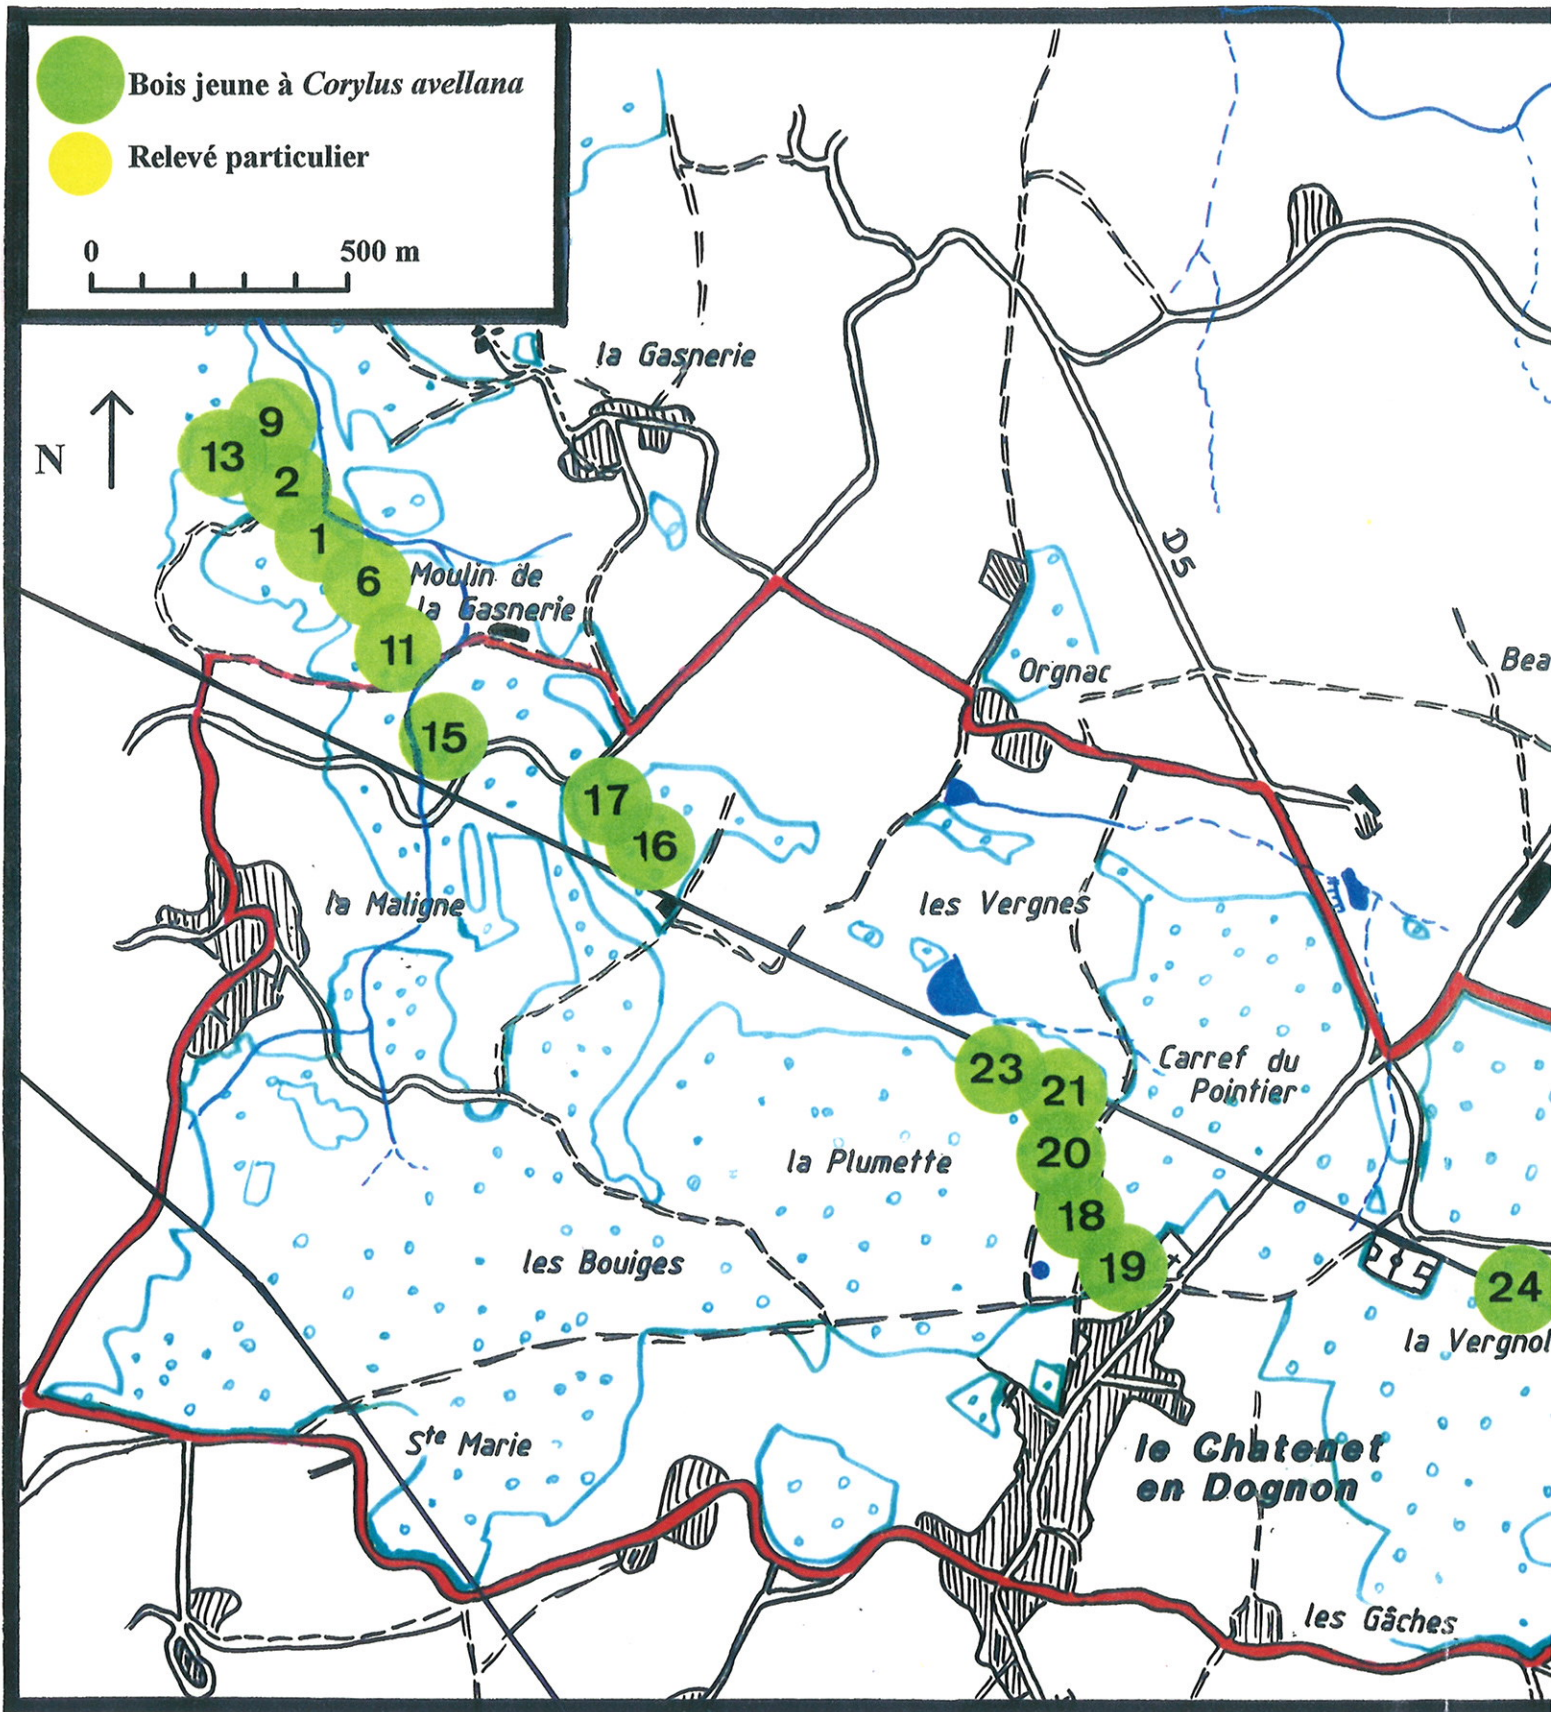 Bois jeune à Corylus avellana
Relevé particulier
0 500 m
la Gasnerie
9
N
13
2
1
D5
6
Moulin de
la Gasnerie
11
Orgnac
Bea
15
17
16
la Maligne
les Vergnes
23
Carref du
Pointier
21
20
la Plumette
18
les Bouiges
19
24
la Vergnol
Ste Marie
le Chatenet
en Dognon
les Gâches